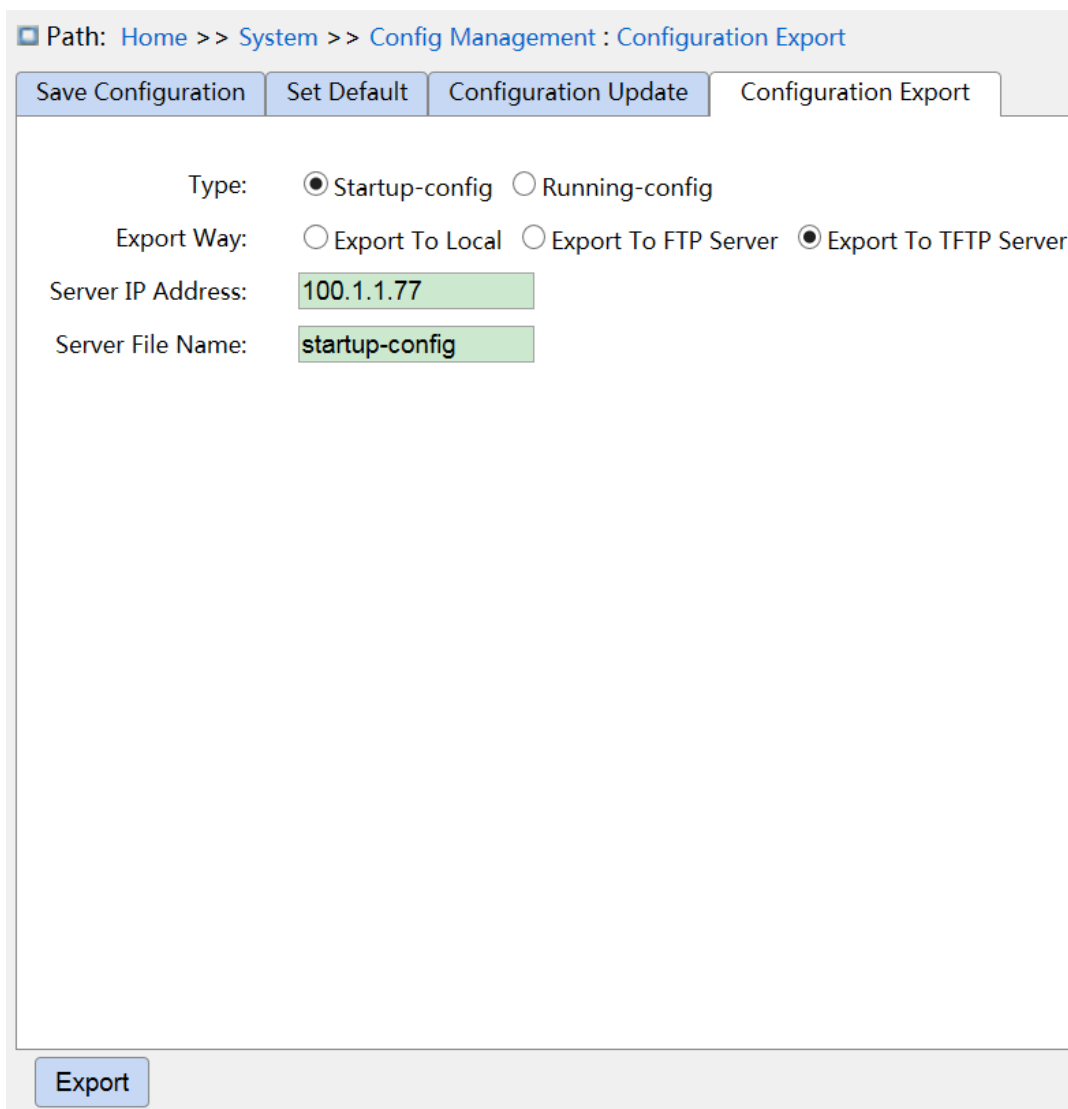 Path: Home >> System >> Config Management : Configuration Export
Save Configuration Set Default Configuration Update Configuration Export
Type: Startup-config Running-config
Export Way: Export To Local Export To FTP Server Export To TFTP Server
Server IP Address: 100.1.1.77
Server File Name: startup-config
Export